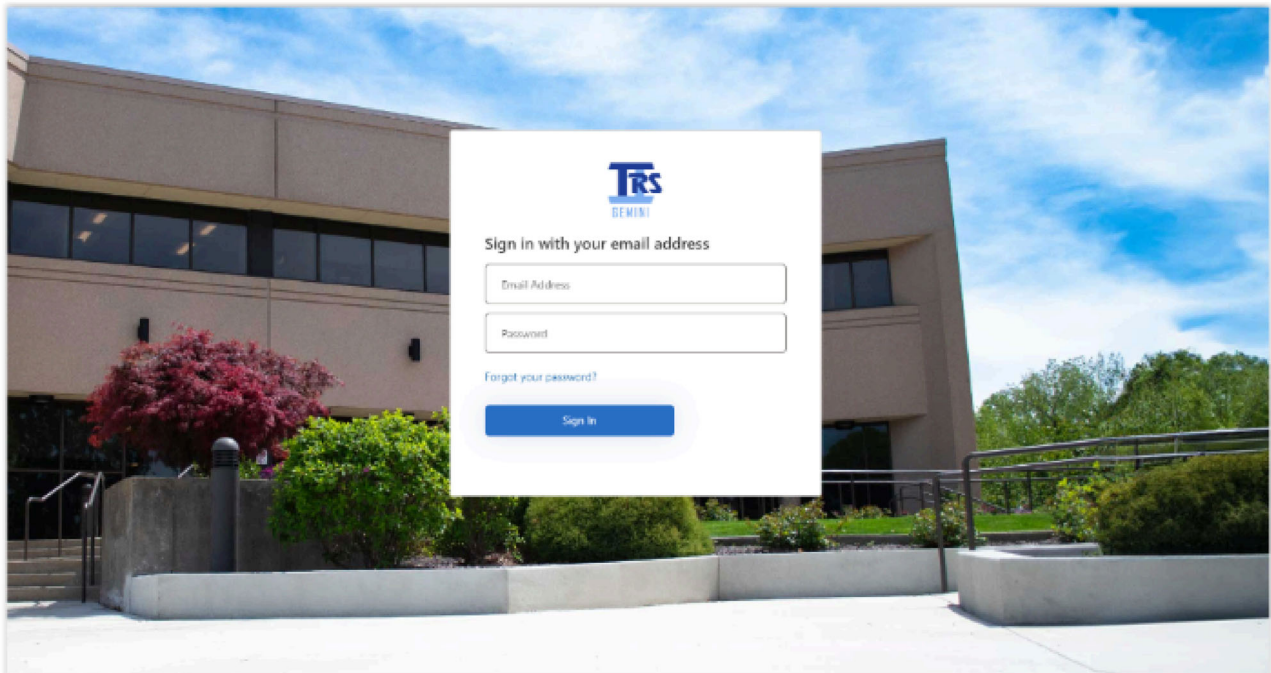 TRS
GEMINI
Sign in with your email address
Email Address
Password
Forgot your password?
Sign In